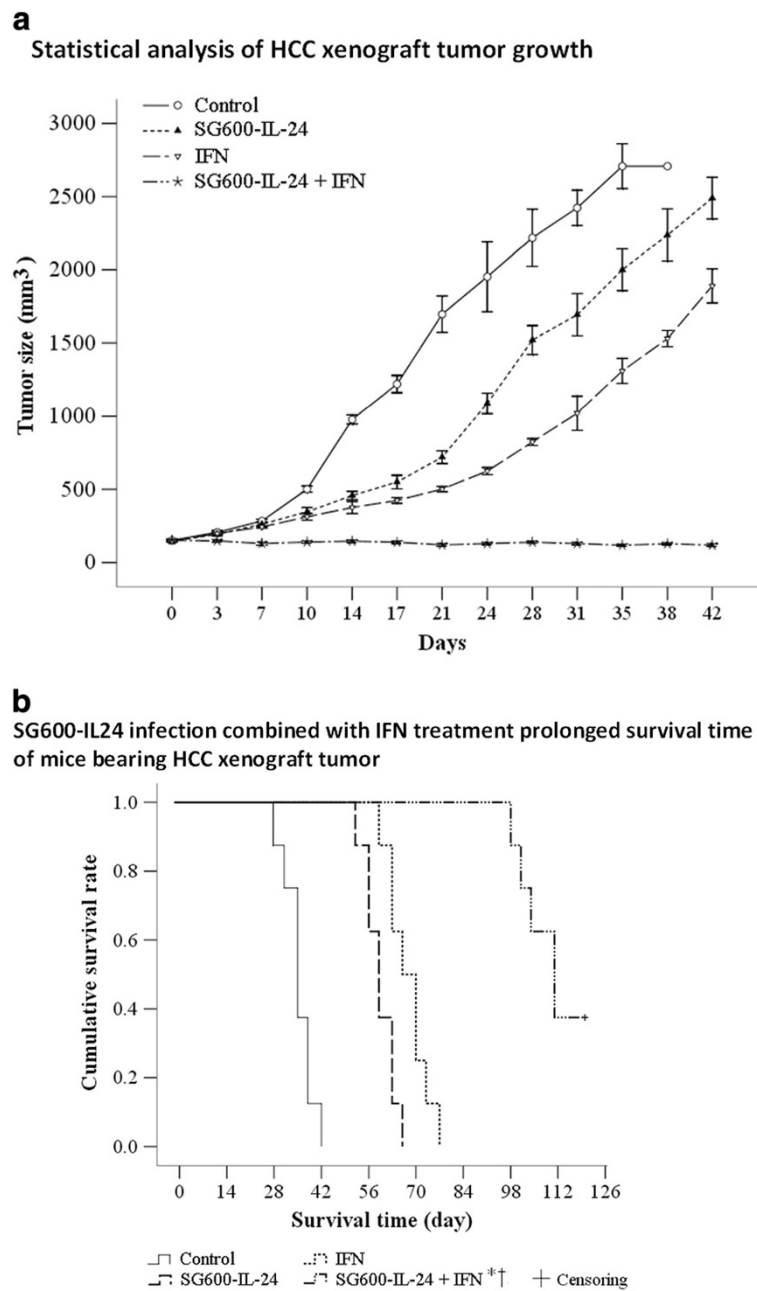 a
Statistical analysis of HCC xenograft tumor growth
Control
SG600-IL-24
IFN
SG600-IL-24 + IFN
3000
2500
2000
1500
1000
500
0
Tumor size (mm³)
0 3 7 10 14 17 21 24 28 31 35 38 42
Days
b
SG600-IL24 infection combined with IFN treatment prolonged survival time
of mice bearing HCC xenograft tumor
1.0
0.8
0.6
0.4
0.2
0.0
Cumulative survival rate
0 14 28 42 56 70 84 98 112 126
Survival time (day)
Control IFN
SG600-IL-24 SG600-IL-24 + IFN *† + Censoring